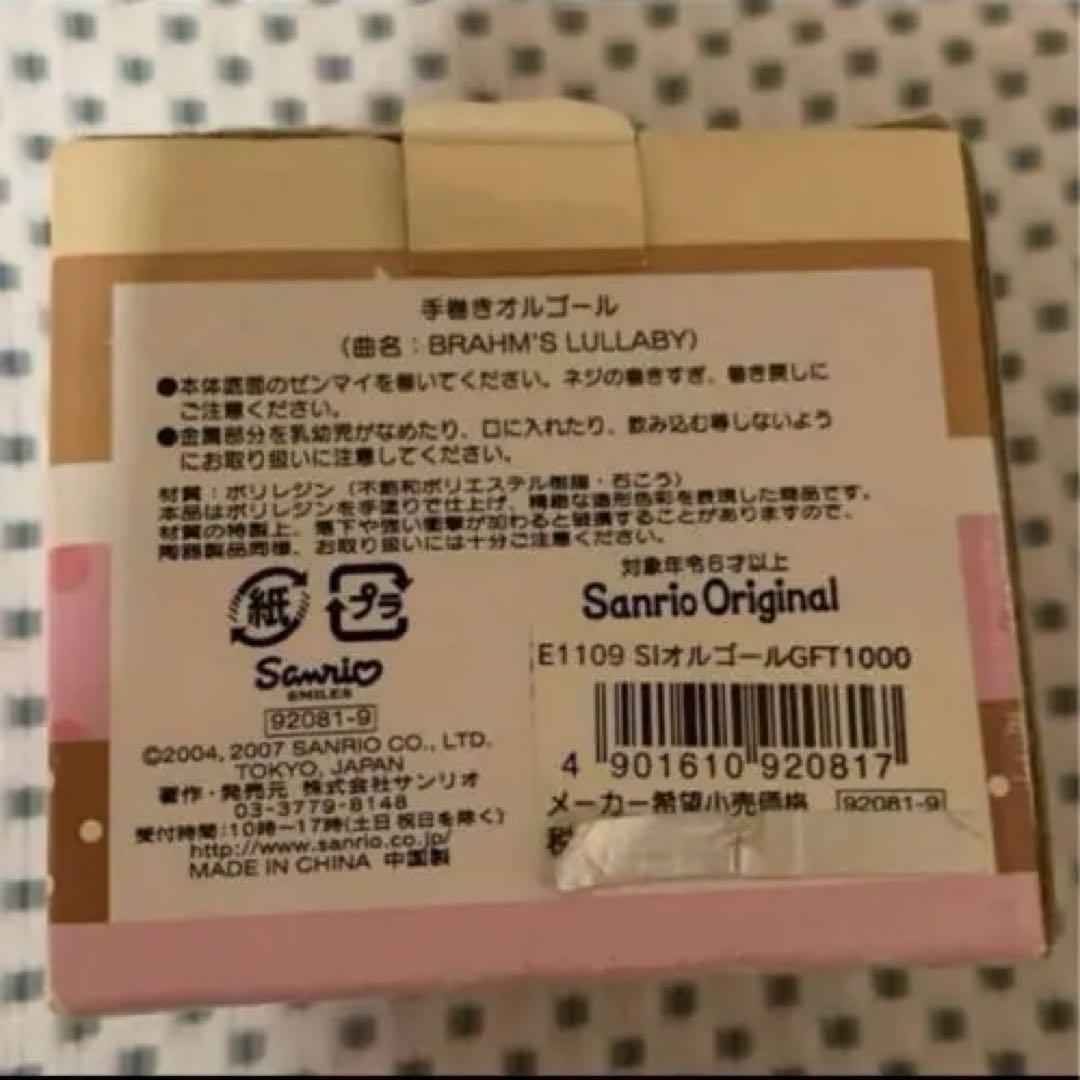 手巻きオルゴール
(曲名:BRAHM'S LULLABY)
●本体底面のゼンマイを巻いてください。ネジの巻きすぎ、巻き戻しに
ご注意ください。
●金属部分を乳幼児がなめたり、口に入れたり、飲み込む等しないよう
にお取り扱いに注意してください。
材質:ポリレジン(不飽和ポリエステル樹脂・石こう)
本品はポリレジンを手塗りで仕上げ、精緻な造形色彩を表現した商品です。
材質の特製上、落下や強い衝撃が加わると破損することがありますので、
陶器製品同様、お取り扱いには十分ご注意ください。
紙
プラ
Sanrio
SMILES
92081-9
©2004, 2007 SANRIO CO., LTD.
TOKYO, JAPAN
著作・発売元 株式会社サンリオ
03-3779-8148
受付時間:10時〜17時(土日祝日を除く)
http://www.sanrio.co.jp/
MADE IN CHINA 中国製
対象年令6才以上
Sanrio Original
E1109 SIオルゴールGFT1000
4 901610 920817
メーカー希望小売価格 92081-9
税